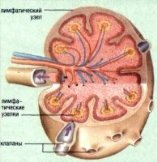 лимфатический
узел
лимфа-
тические
узелки
клапаны